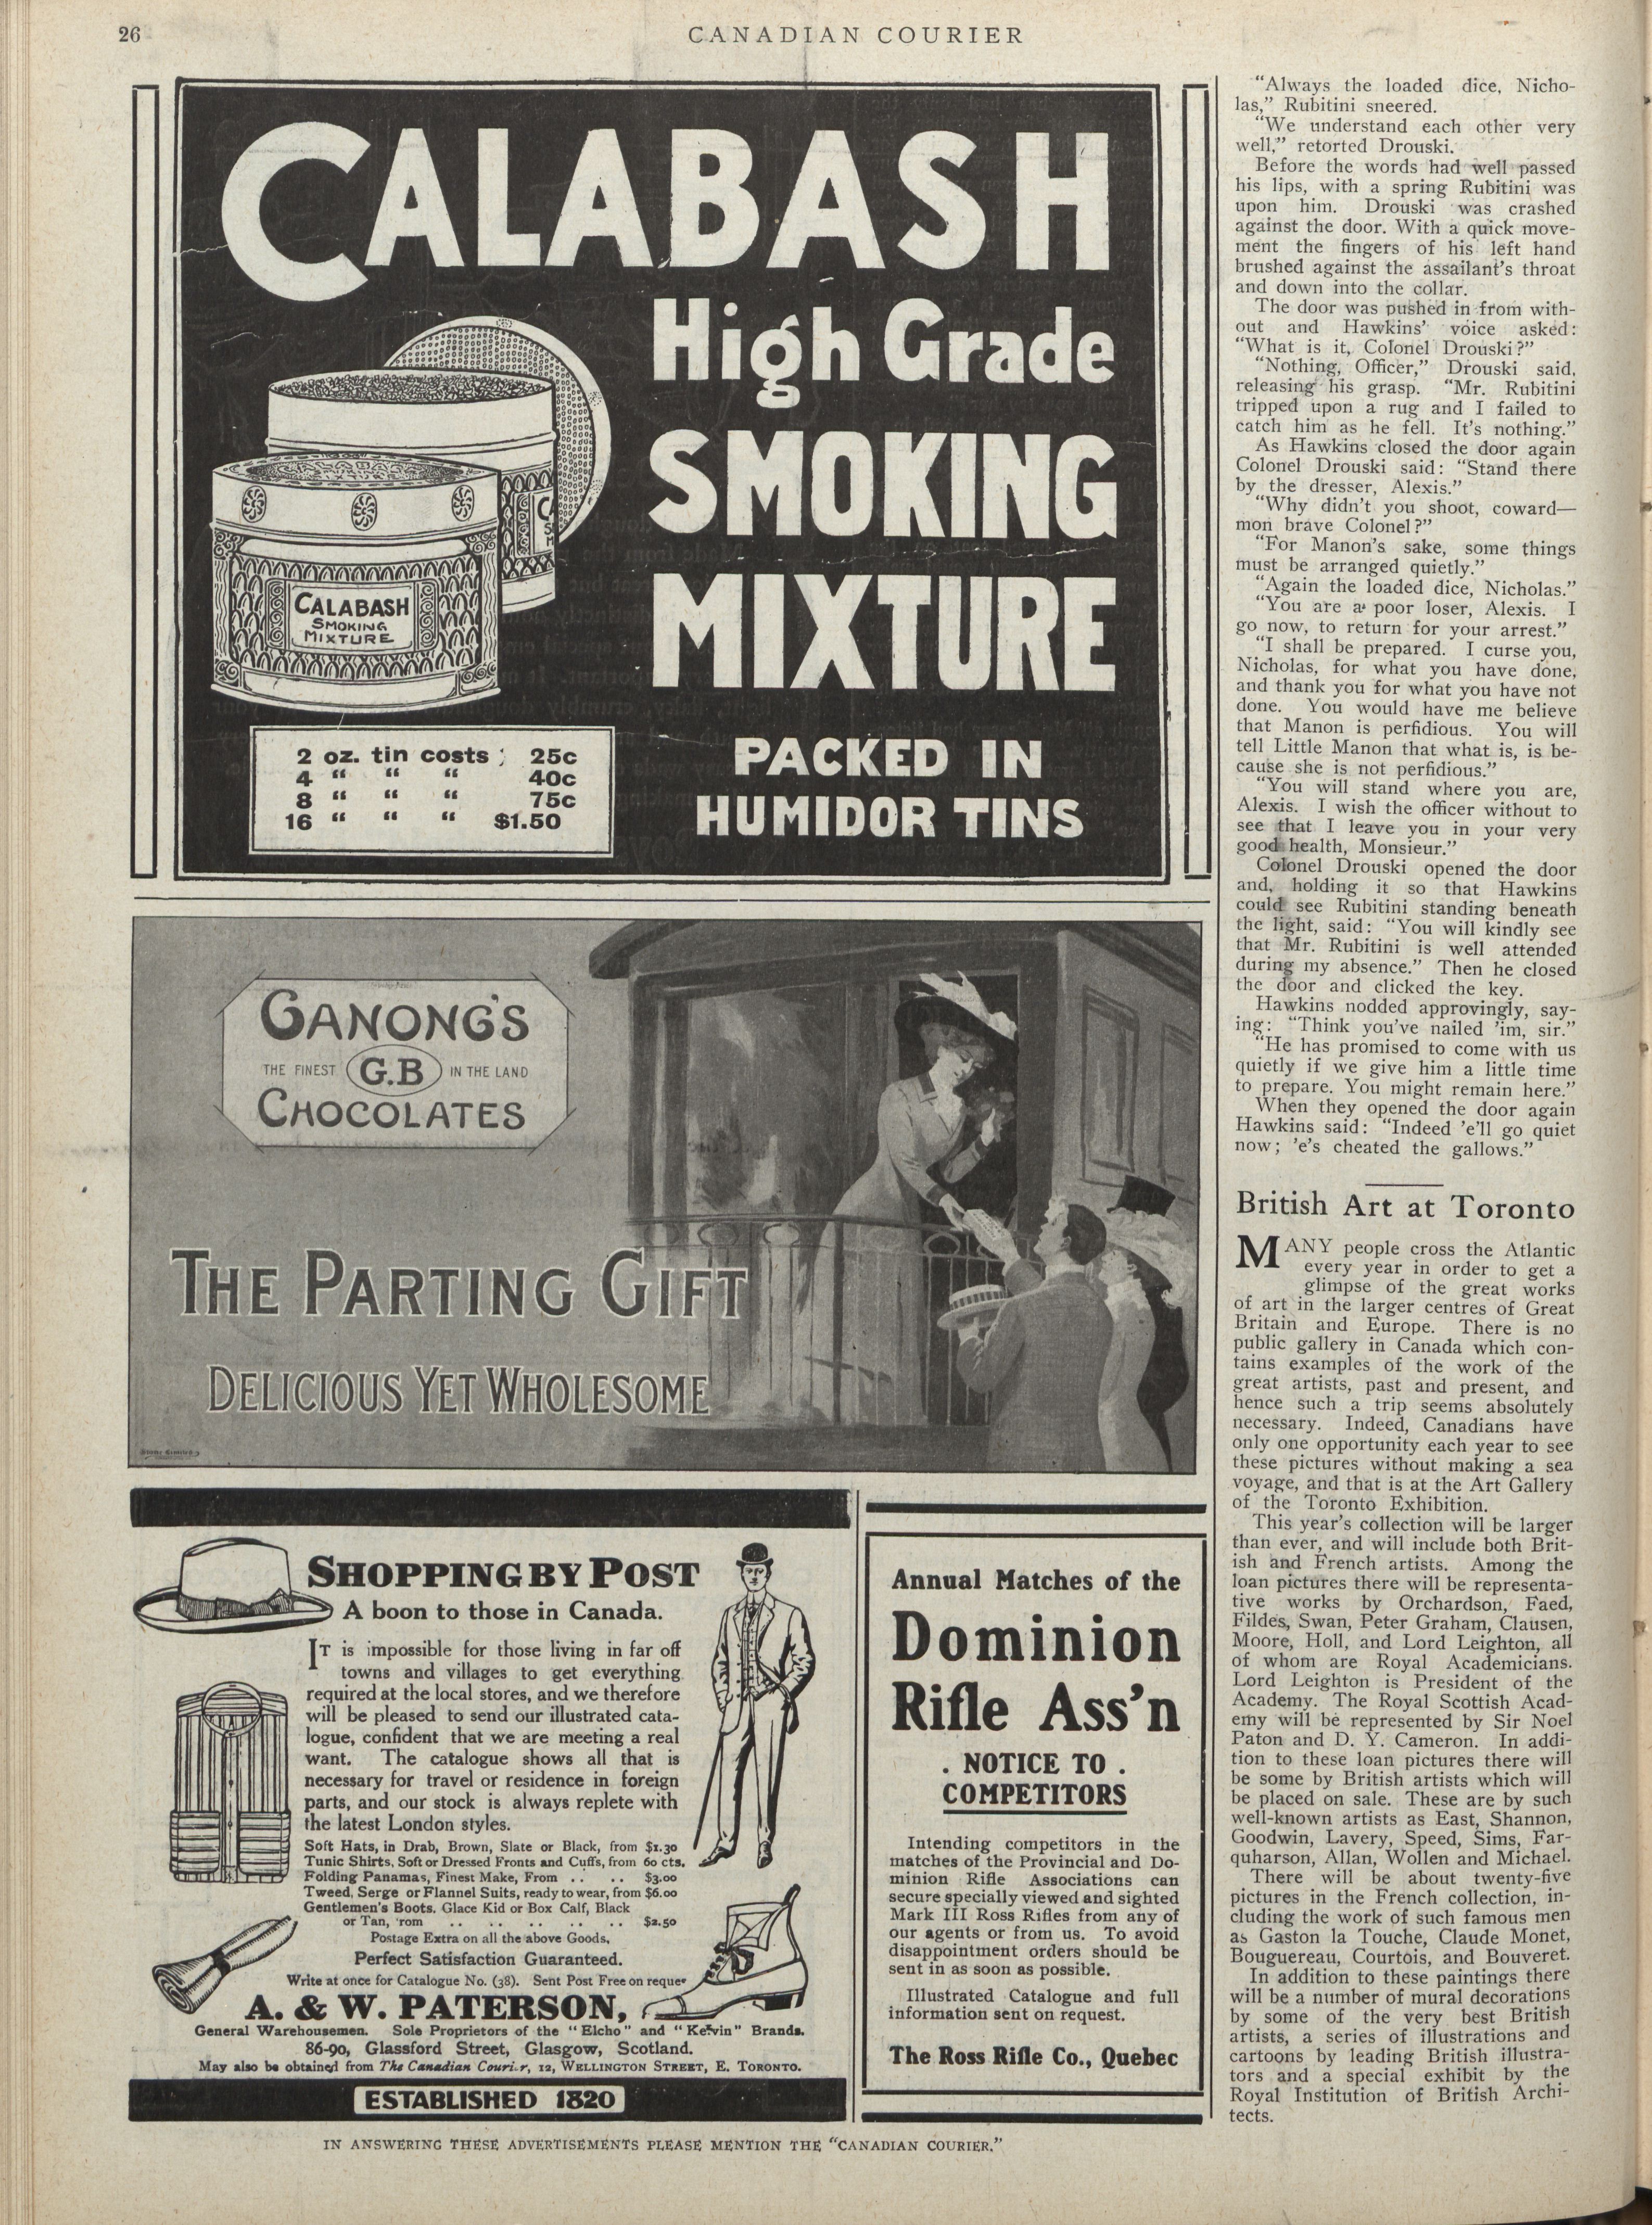 26
CANADIAN COURIER
CALABASH
High Grade
SMOKING
MIXTURE
CALABASH
SMOKING
MIXTURE
2 oz. tin costs ; 25c
4 “ “ “ 40c
8 “ “ “ 75c
16 “ “ “ $1.50
PACKED IN
HUMIDOR TINS
GANONG'S
THE FINEST G.B IN THE LAND
CHOCOLATES
THE PARTING GIFT
DELICIOUS YET WHOLESOME
SHOPPING BY POST
A boon to those in Canada.
IT is impossible for those living in far off
towns and villages to get everything
required at the local stores, and we therefore
will be pleased to send our illustrated cata-
logue, confident that we are meeting a real
want. The catalogue shows all that is
necessary for travel or residence in foreign
parts, and our stock is always replete with
the latest London styles.
Soft Hats, in Drab, Brown, Slate or Black, from $1.30
Tunic Shirts, Soft or Dressed Fronts and Cuffs, from 60 cts.
Folding Panamas, Finest Make, From .. .. $3.00
Tweed, Serge or Flannel Suits, ready to wear, from $6.00
Gentlemen's Boots. Glace Kid or Box Calf, Black
or Tan, 'rom .. .. .. .. .. $2.50
Postage Extra on all the above Goods.
Perfect Satisfaction Guaranteed.
Write at once for Catalogue No. (38). Sent Post Free on reque
A. & W. PATERSON,
General Warehousemen. Sole Proprietors of the "Elcho" and "Kelvin" Brands.
86-90, Glassford Street, Glasgow, Scotland.
May also be obtained from The Canadian Couri.r, 12, WELLINGTON STREET, E. TORONTO.
ESTABLISHED 1820
Annual Matches of the
Dominion
Rifle Ass'n
. NOTICE TO .
COMPETITORS
Intending competitors in the
matches of the Provincial and Do-
minion Rifle Associations can
secure specially viewed and sighted
Mark III Ross Rifles from any of
our agents or from us. To avoid
disappointment orders should be
sent in as soon as possible.
Illustrated Catalogue and full
information sent on request.
The Ross Rifle Co., Quebec
"Always the loaded dice, Nicho-
las," Rubitini sneered.
"We understand each other very
well," retorted Drouski.
Before the words had well passed
his lips, with a spring Rubitini was
upon him. Drouski was crashed
against the door. With a quick move-
ment the fingers of his left hand
brushed against the assailant's throat
and down into the collar.
The door was pushed in from with-
out and Hawkins' voice asked:
"What is it, Colonel Drouski?"
"Nothing, Officer," Drouski said,
releasing his grasp. "Mr. Rubitini
tripped upon a rug and I failed to
catch him as he fell. It's nothing."
As Hawkins closed the door again
Colonel Drouski said: "Stand there
by the dresser, Alexis."
"Why didn't you shoot, coward—
mon brave Colonel?"
"For Manon's sake, some things
must be arranged quietly."
"Again the loaded dice, Nicholas."
"You are a poor loser, Alexis. I
go now, to return for your arrest."
"I shall be prepared. I curse you,
Nicholas, for what you have done,
and thank you for what you have not
done. You would have me believe
that Manon is perfidious. You will
tell Little Manon that what is, is be-
cause she is not perfidious."
"You will stand where you are,
Alexis. I wish the officer without to
see that I leave you in your very
good health, Monsieur."
Colonel Drouski opened the door
and, holding it so that Hawkins
could see Rubitini standing beneath
the light, said: "You will kindly see
that Mr. Rubitini is well attended
during my absence." Then he closed
the door and clicked the key.
Hawkins nodded approvingly, say-
ing: "Think you've nailed 'im, sir."
"He has promised to come with us
quietly if we give him a little time
to prepare. You might remain here."
When they opened the door again
Hawkins said: "Indeed 'e'll go quiet
now; 'e's cheated the gallows."
British Art at Toronto
MANY people cross the Atlantic
every year in order to get a
glimpse of the great works
of art in the larger centres of Great
Britain and Europe. There is no
public gallery in Canada which con-
tains examples of the work of the
great artists, past and present, and
hence such a trip seems absolutely
necessary. Indeed, Canadians have
only one opportunity each year to see
these pictures without making a sea
voyage, and that is at the Art Gallery
of the Toronto Exhibition.
This year's collection will be larger
than ever, and will include both Brit-
ish and French artists. Among the
loan pictures there will be representa-
tive works by Orchardson, Faed,
Fildes, Swan, Peter Graham, Clausen,
Moore, Holl, and Lord Leighton, all
of whom are Royal Academicians.
Lord Leighton is President of the
Academy. The Royal Scottish Acad-
emy will be represented by Sir Noel
Paton and D. Y. Cameron. In addi-
tion to these loan pictures there will
be some by British artists which will
be placed on sale. These are by such
well-known artists as East, Shannon,
Goodwin, Lavery, Speed, Sims, Far-
quharson, Allan, Wollen and Michael.
There will be about twenty-five
pictures in the French collection, in-
cluding the work of such famous men
as Gaston la Touche, Claude Monet,
Bouguereau, Courtois, and Bouveret.
In addition to these paintings there
will be a number of mural decorations
by some of the very best British
artists, a series of illustrations and
cartoons by leading British illustra-
tors and a special exhibit by the
Royal Institution of British Archi-
tects.
IN ANSWERING THESE ADVERTISEMENTS PLEASE MENTION THE "CANADIAN COURIER."